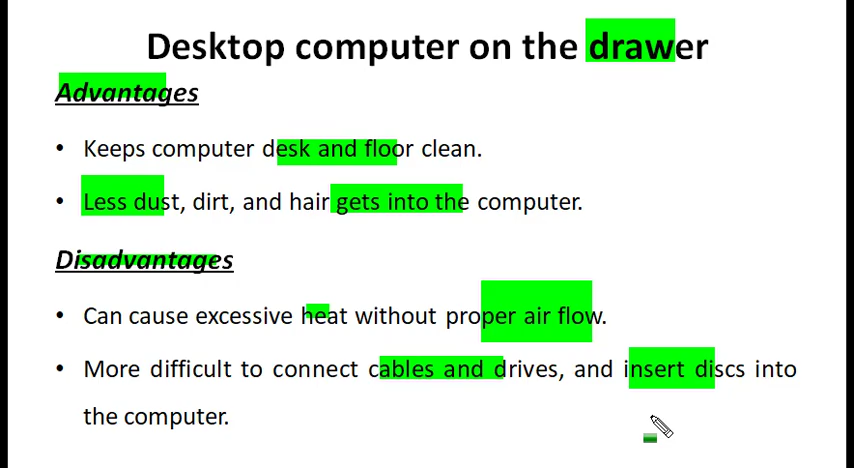 Desktop computer on the drawer
Advantages
• Keeps computer desk and floor clean.
• Less dust, dirt, and hair gets into the computer.
Disadvantages
• Can cause excessive heat without proper air flow.
• More difficult to connect cables and drives, and insert discs into
the computer.